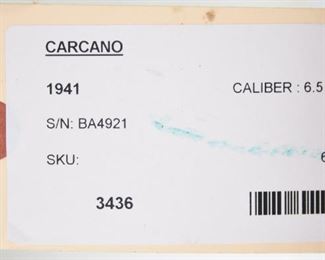 CARCANO
1941 CALIBER : 6.5
S/N: BA4921
SKU: 6
3436